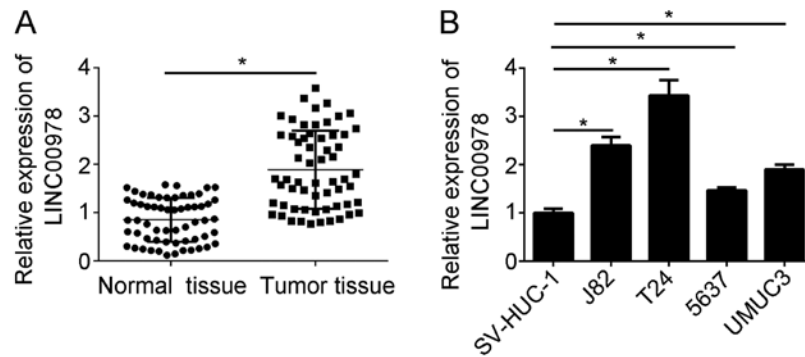 A
Relative expression of
LINC00978
4
3
2
1
0
*
Normal tissue
Tumor tissue
B
Relative expression of
LINC00978
4
3
2
1
0
*
*
*
*
SV-HUC-1
J82
T24
5637
UMUC3